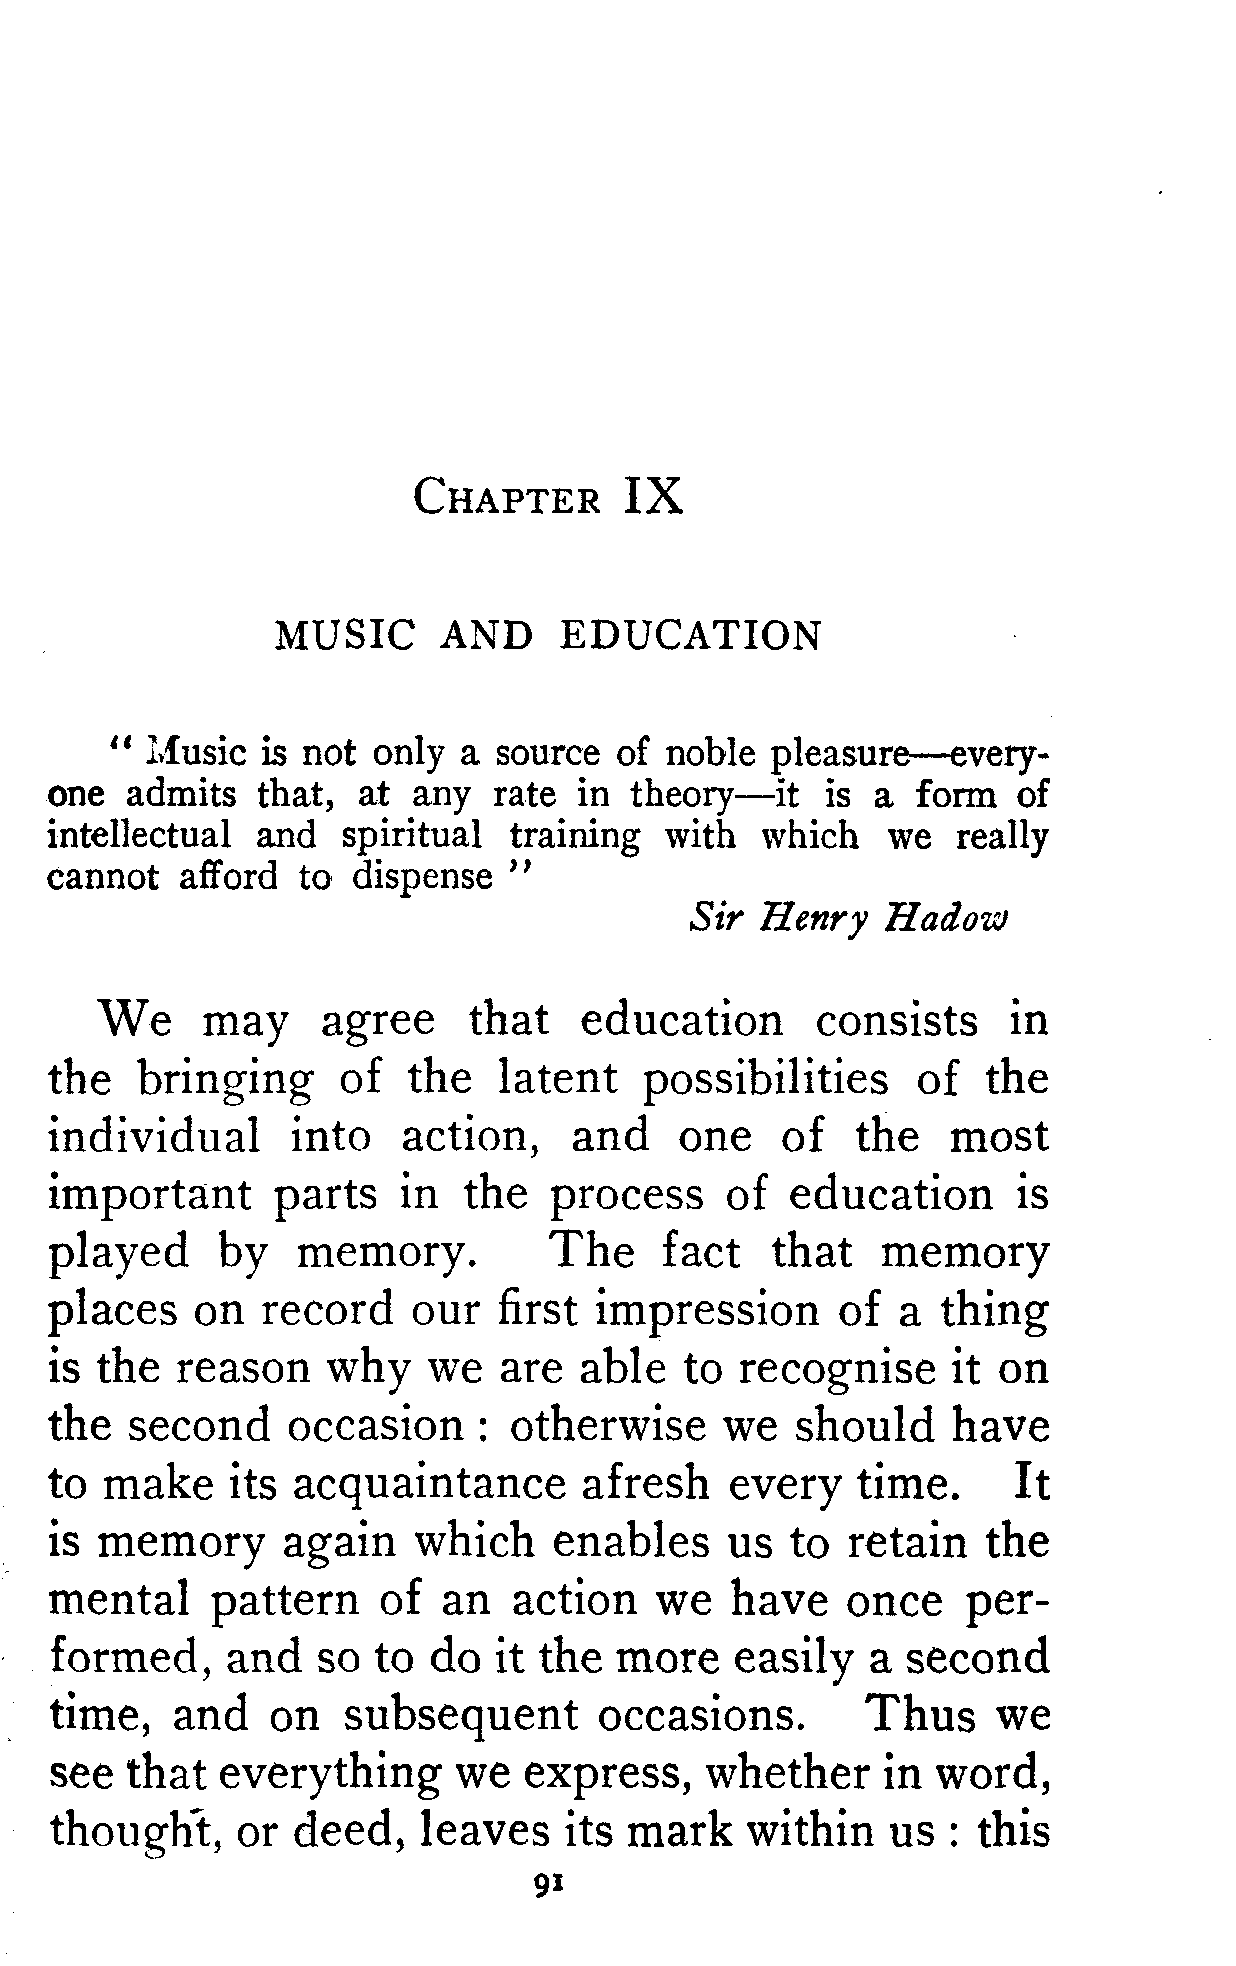 CHAPTER IX
MUSIC AND EDUCATION
“ Music is not only a source of noble pleasure—every-
one admits that, at any rate in theory—it is a form of
intellectual and spiritual training with which we really
cannot afford to dispense ”
Sir Henry Hadow
We may agree that education consists in
the bringing of the latent possibilities of the
individual into action, and one of the most
important parts in the process of education is
played by memory. The fact that memory
places on record our first impression of a thing
is the reason why we are able to recognise it on
the second occasion : otherwise we should have
to make its acquaintance afresh every time. It
is memory again which enables us to retain the
mental pattern of an action we have once per-
formed, and so to do it the more easily a second
time, and on subsequent occasions. Thus we
see that everything we express, whether in word,
thought, or deed, leaves its mark within us : this
91